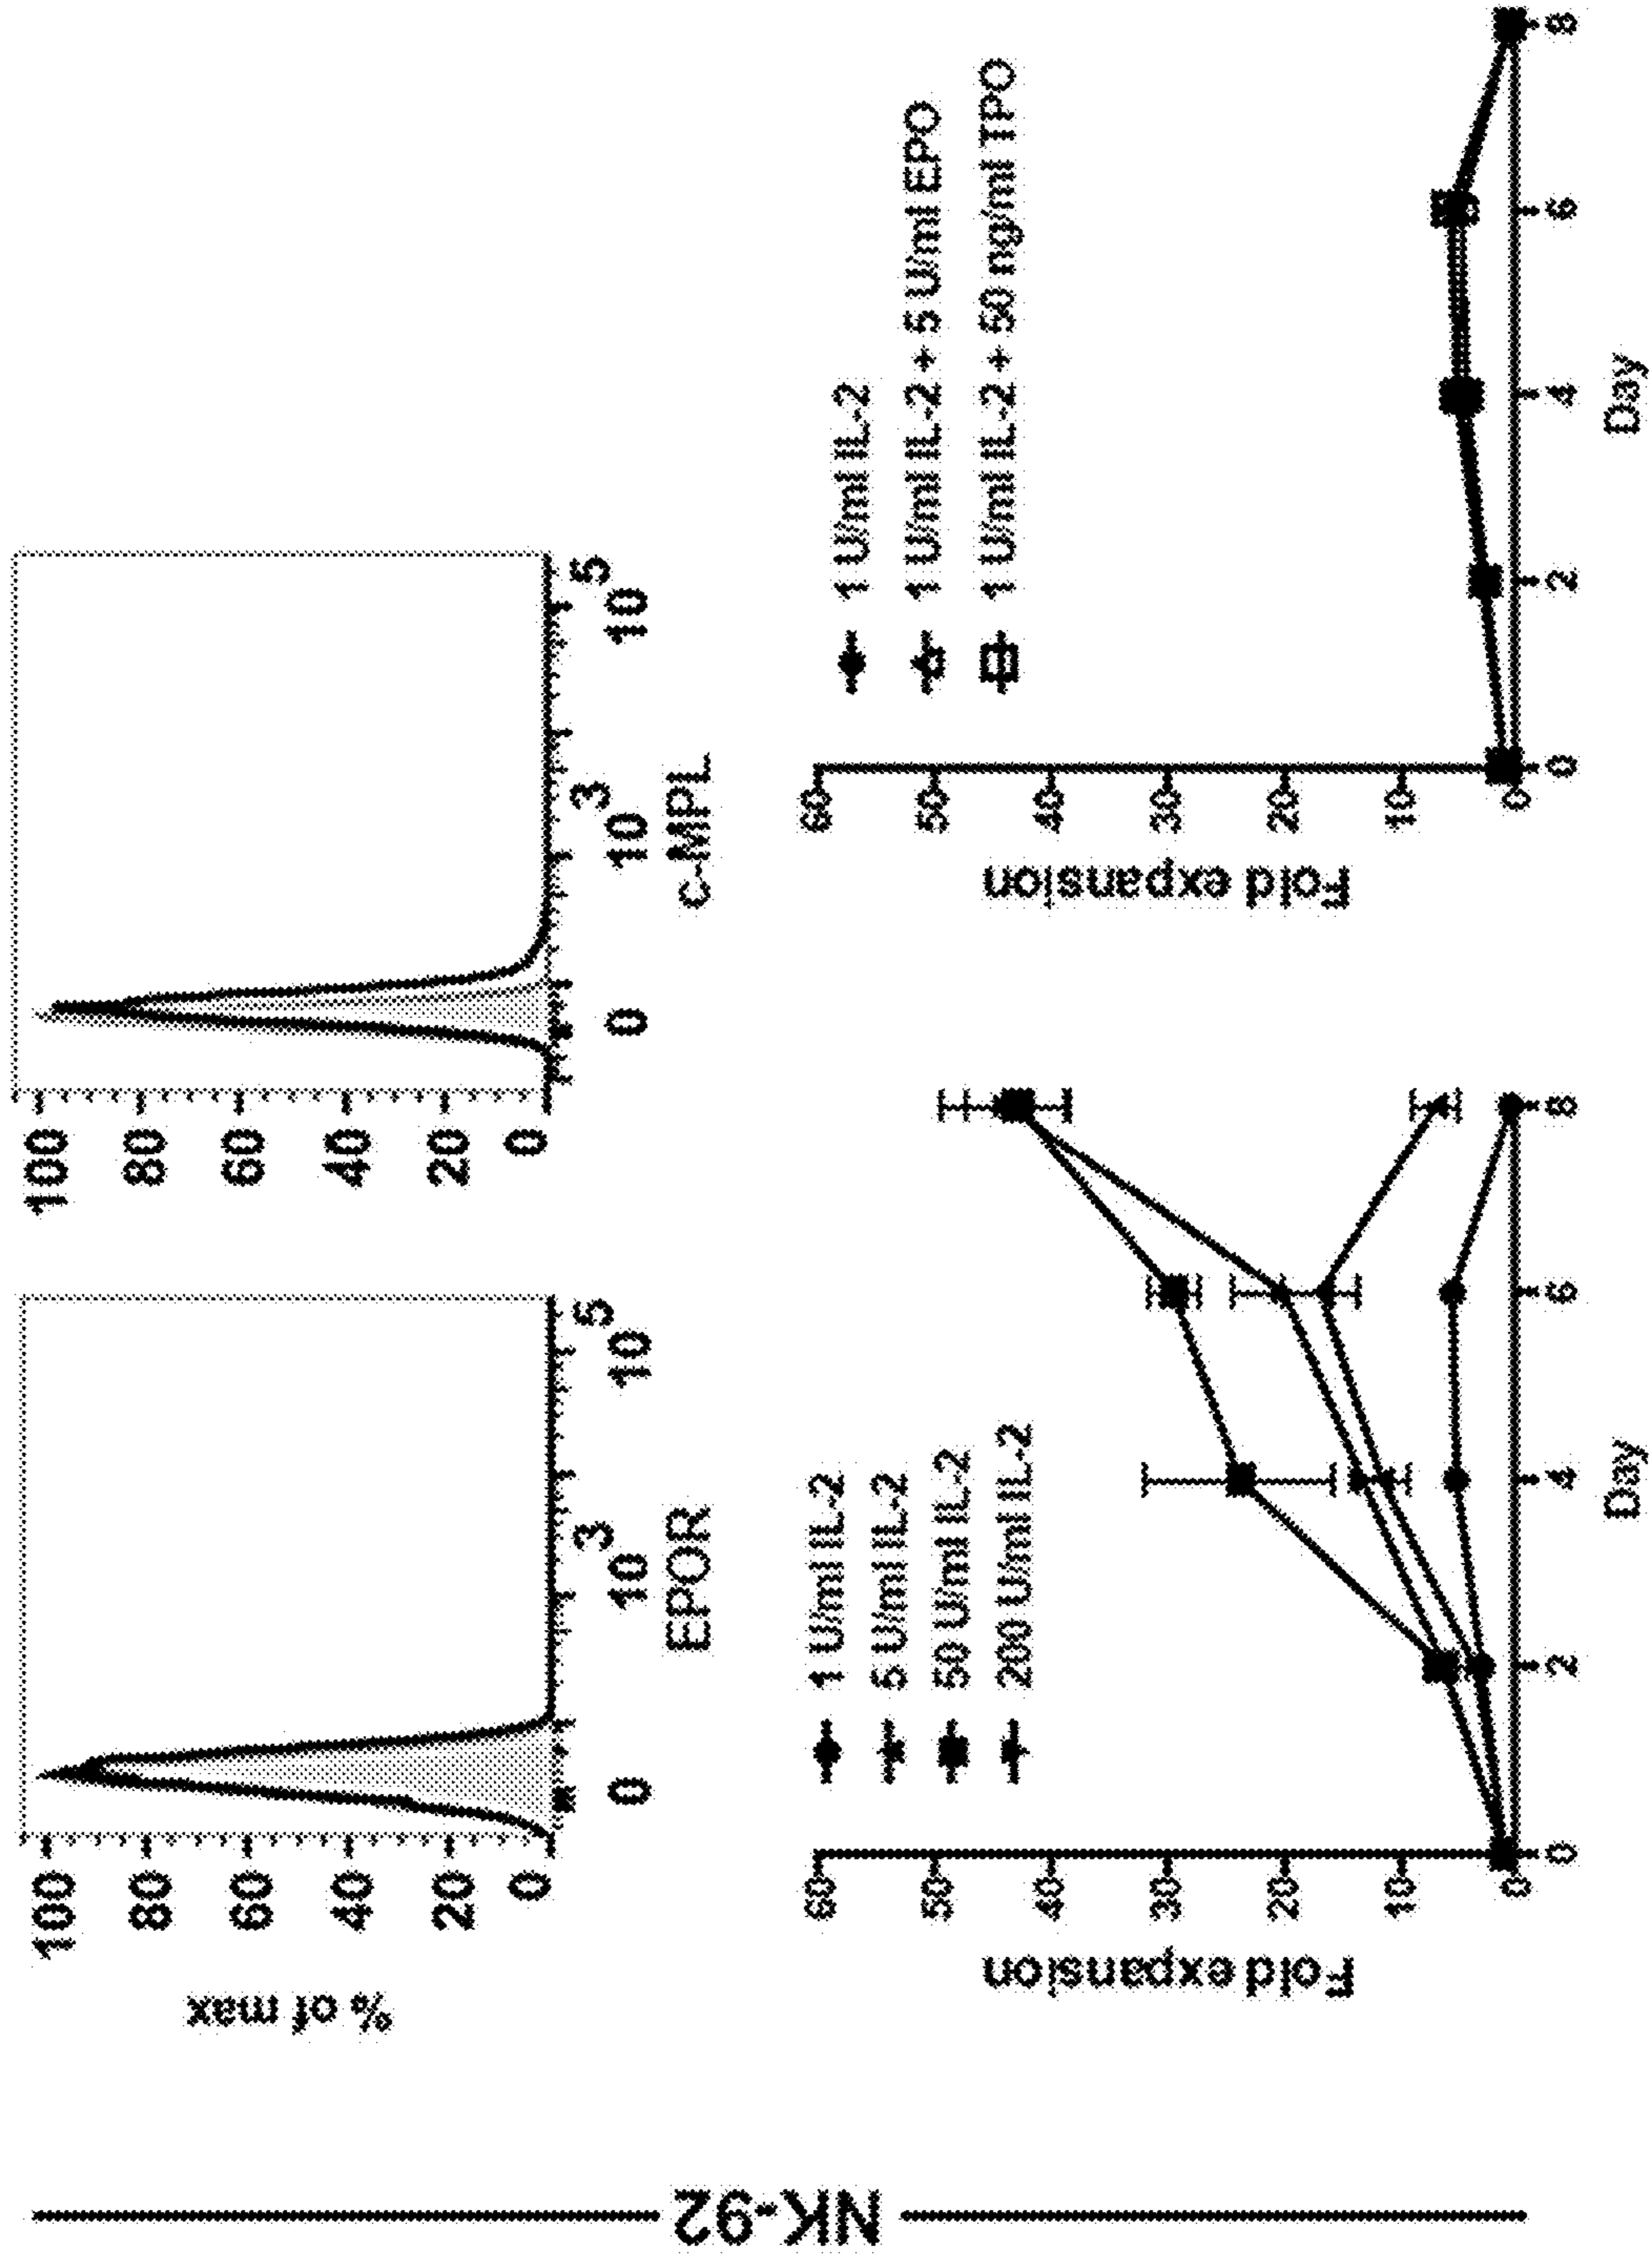 NK-92
% of max
100
80
60
40
20
0
0
10 3
10 5
EPOR
100
80
60
40
20
0
0
10 3
10 5
c-MPL
Fold expansion
60
50
40
30
20
10
0
0
2
4
6
8
Day
1 U/ml IL-2
5 U/ml IL-2
50 U/ml IL-2
200 U/ml IL-2
Fold expansion
60
50
40
30
20
10
0
0
2
4
6
8
Day
1 U/ml IL-2
1 U/ml IL-2 + 5 U/ml EPO
1 U/ml IL-2 + 50 ng/ml TPO